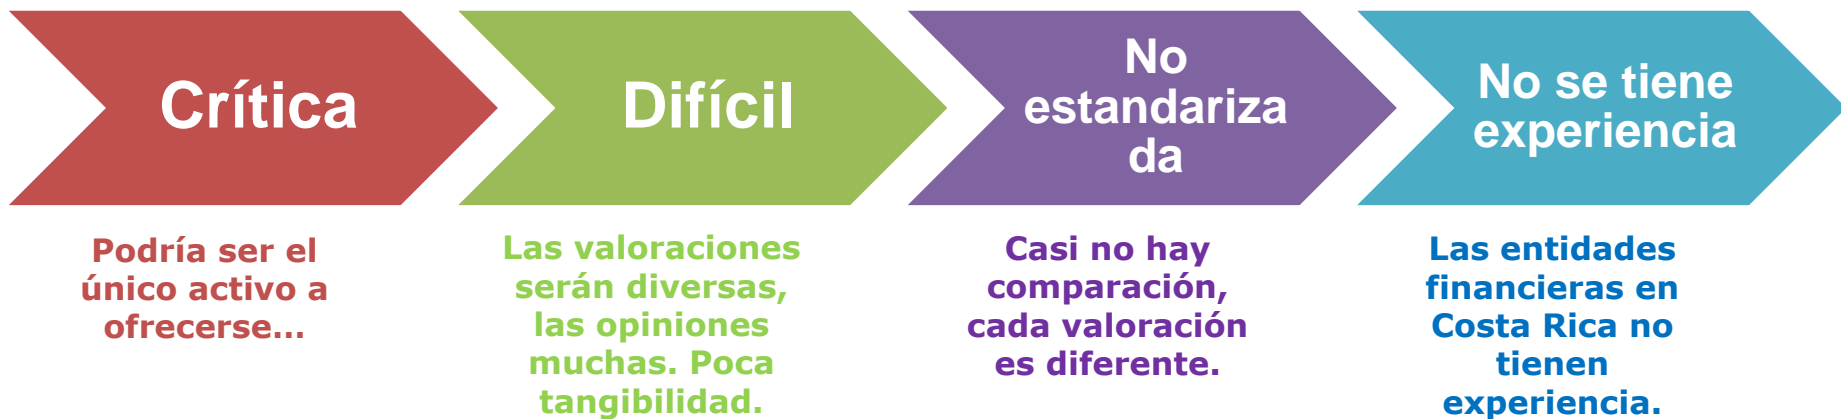 Crítica
Podría ser el
único activo a
ofrecerse...
Difícil
Las valoraciones
serán diversas,
las opiniones
muchas. Poca
tangibilidad.
No
estandariza
da
Casi no hay
comparación,
cada valoración
es diferente.
No se tiene
experiencia
Las entidades
financieras en
Costa Rica no
tienen
experiencia.